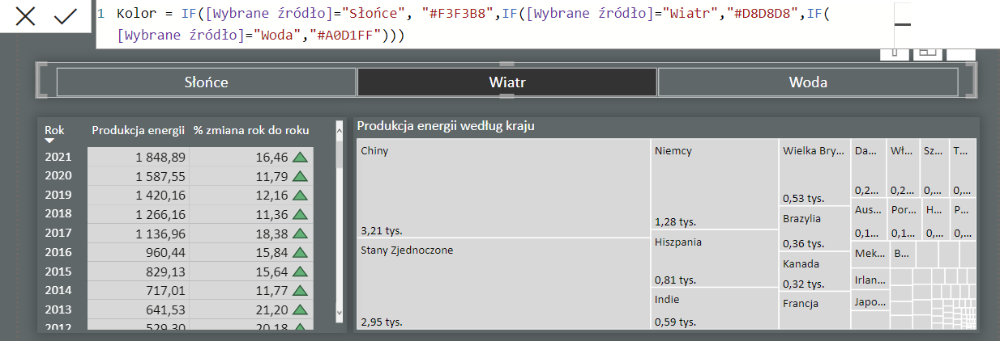 1 Kolor = IF([Wybrane źródło]="Słońce", "#F3F3B8",IF([Wybrane źródło]="Wiatr","#D8D8D8",IF(
[Wybrane źródło]="Woda","#A0D1FF")))
Słońce Wiatr Woda
Rok Produkcja energii % zmiana rok do roku
2021 1 848,89 16,46
2020 1 587,55 11,79
2019 1 420,16 12,16
2018 1 266,16 11,36
2017 1 136,96 18,38
2016 960,44 15,84
2015 829,13 15,64
2014 717,01 11,77
2013 641,53 21,20
2012 529,30 20,18
Produkcja energii według kraju
Chiny
3,21 tys.
Stany Zjednoczone
2,95 tys.
Niemcy
1,28 tys.
Hiszpania
0,81 tys.
Indie
0,59 tys.
Wielka Bry...
0,53 tys.
Brazylia
0,36 tys.
Kanada
0,32 tys.
Francja
Da... Wł... Sz... T...
0,2... 0,2... 0,... 0,...
Aus... Por... H... P...
0,1... 0,1... 0,... 0,...
Mek... B...
Irlan...
Japo...